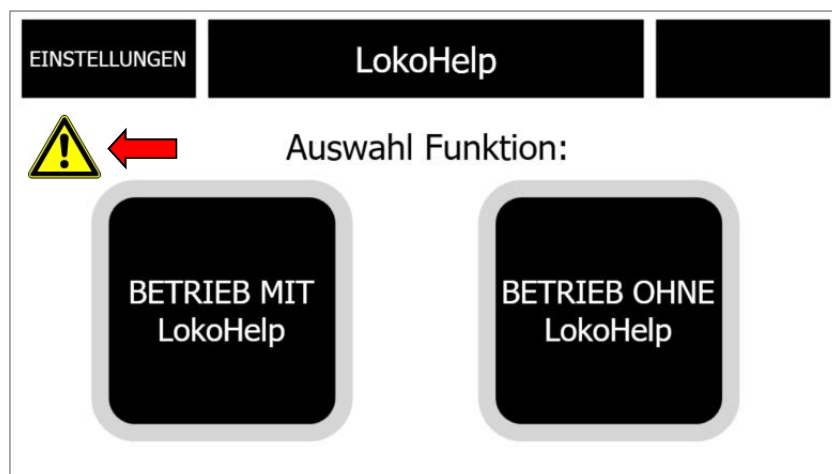 EINSTELLUNGEN
LokoHelp
Auswahl Funktion:
BETRIEB MIT
LokoHelp
BETRIEB OHNE
LokoHelp